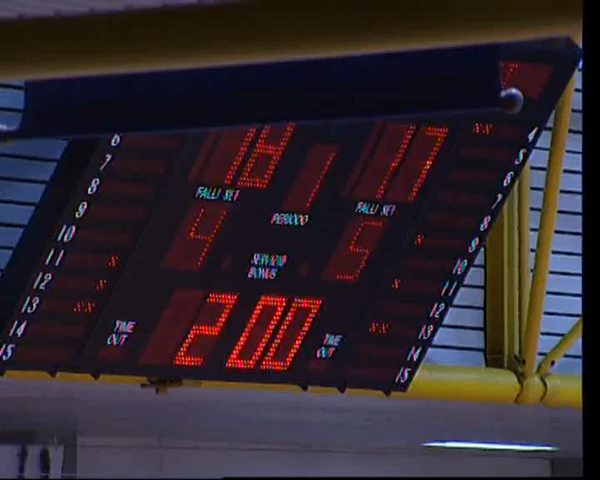 6 18 17 4
7 1 5
8 FALLI SET FALLI SET 6
9 PERIODO 7
10 4 5 8
11 SERVIZIO 9
12 BONUS 10
13 2 00 11
14 TIME OUT TIME OUT 12
15 13
14
15